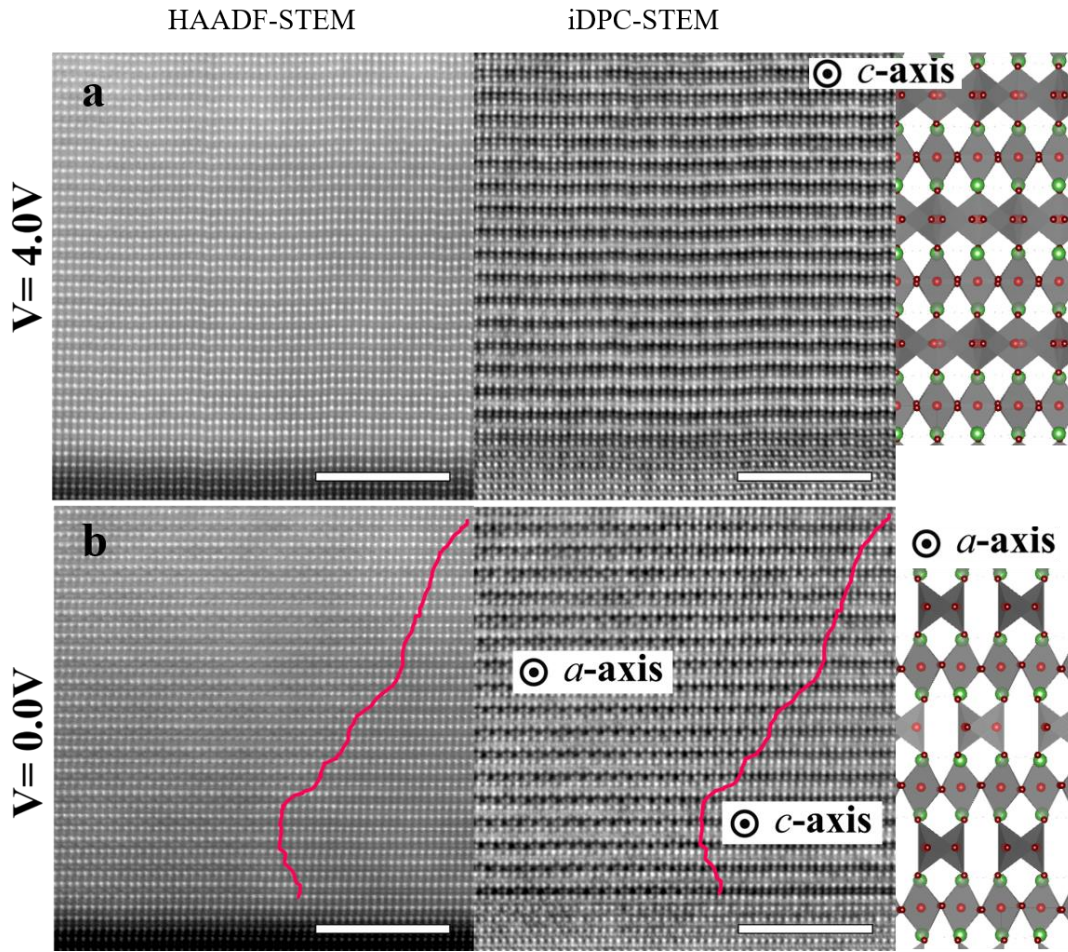 HAADF-STEM
iDPC-STEM
a
⊙ c-axis
V= 4.0V
b
⊙ a-axis
⊙ a-axis
V= 0.0V
⊙ c-axis